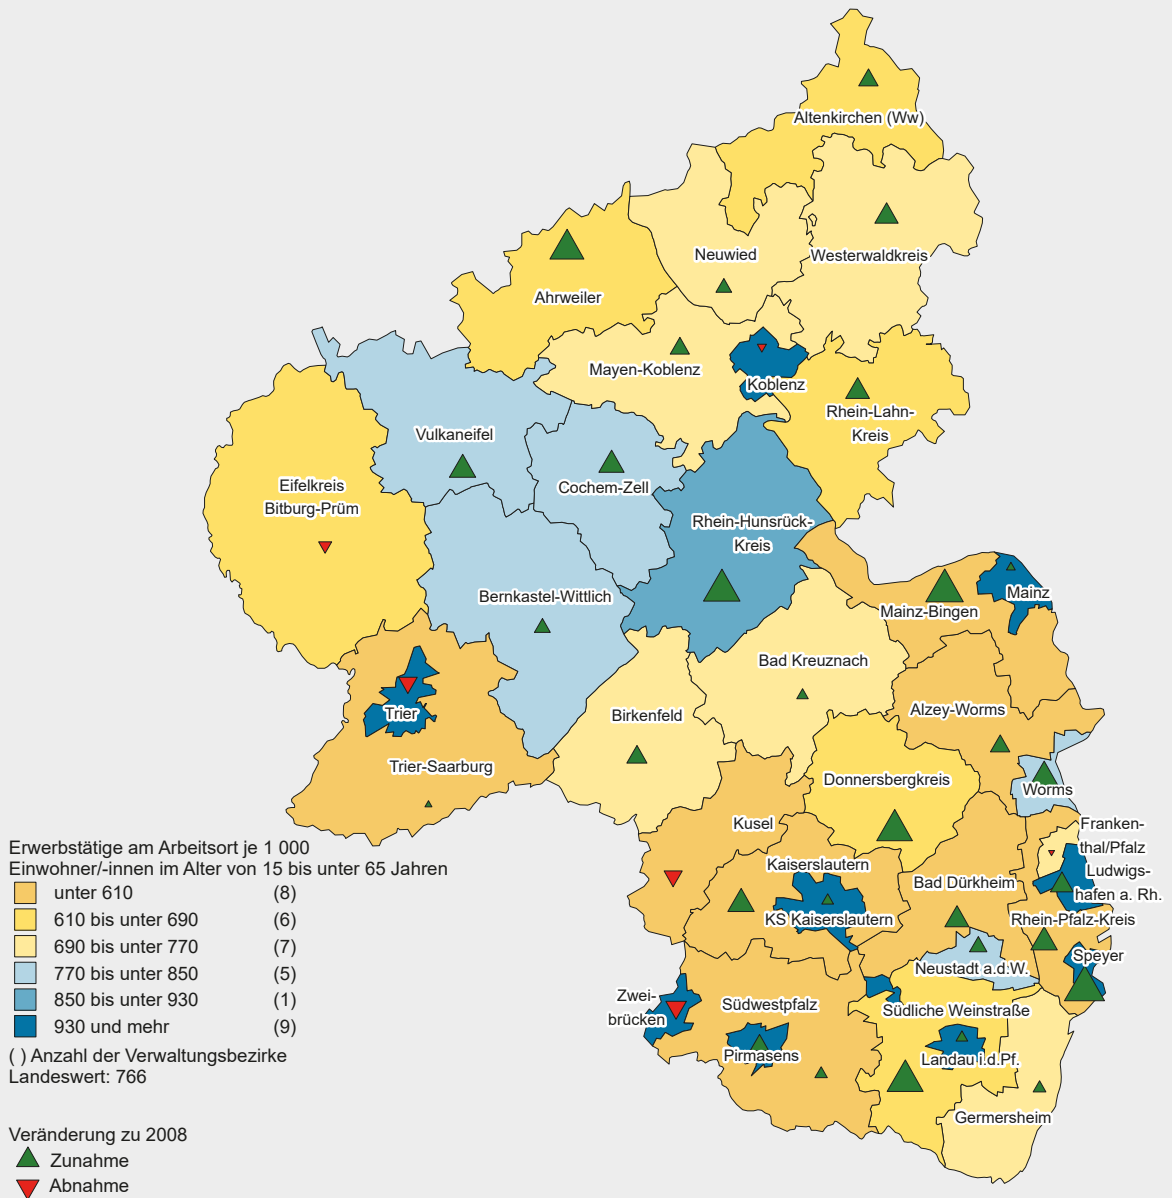 Altenkirchen (Ww)
Neuwied
Westerwaldkreis
Ahrweiler
Mayen-Koblenz
Koblenz
Rhein-Lahn-
Kreis
Vulkaneifel
Cochem-Zell
Eifelkreis
Bitburg-Prüm
Rhein-Hunsrück-
Kreis
Bernkastel-Wittlich
Mainz-Bingen
Mainz
Bad Kreuznach
Trier
Birkenfeld
Alzey-Worms
Trier-Saarburg
Donnersbergkreis
Worms
Kusel
Franken-
thal/Pfalz
Kaiserslautern
Bad Dürkheim
Ludwigs-
hafen a. Rh.
KS Kaiserslautern
Rhein-Pfalz-Kreis
Neustadt a.d.W.
Speyer
Zwei-
brücken
Südwestpfalz
Südliche Weinstraße
Pirmasens
Landau i.d.Pf.
Germersheim
Erwerbstätige am Arbeitsort je 1 000
Einwohner/-innen im Alter von 15 bis unter 65 Jahren
unter 610 (8)
610 bis unter 690 (6)
690 bis unter 770 (7)
770 bis unter 850 (5)
850 bis unter 930 (1)
930 und mehr (9)
( ) Anzahl der Verwaltungsbezirke
Landeswert: 766
Veränderung zu 2008
Zunahme
Abnahme